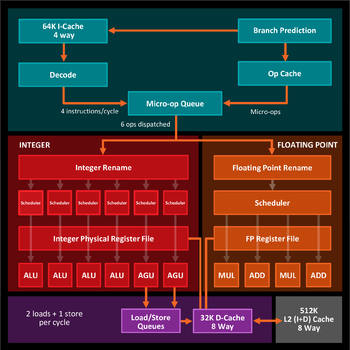 64K I-Cache
4 way
Branch Prediction
Decode
Op Cache
4 instructions/cycle
Micro-op Queue
Micro-ops
6 ops dispatched
INTEGER
FLOATING POINT
Integer Rename
Floating Point Rename
Scheduler
Scheduler
Scheduler
Scheduler
Scheduler
Scheduler
Scheduler
Integer Physical Register File
FP Register File
ALU
ALU
ALU
ALU
AGU
AGU
MUL
ADD
MUL
ADD
2 loads + 1 store
per cycle
Load/Store
Queues
32K D-Cache
8 Way
512K
L2 (I+D) Cache
8 Way